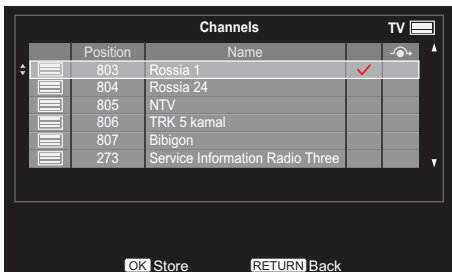 Channels TV
Position Name
803 Rossia 1
804 Rossia 24
805 NTV
806 TRK 5 kamal
807 Bibigon
273 Service Information Radio Three
OK Store RETURN Back